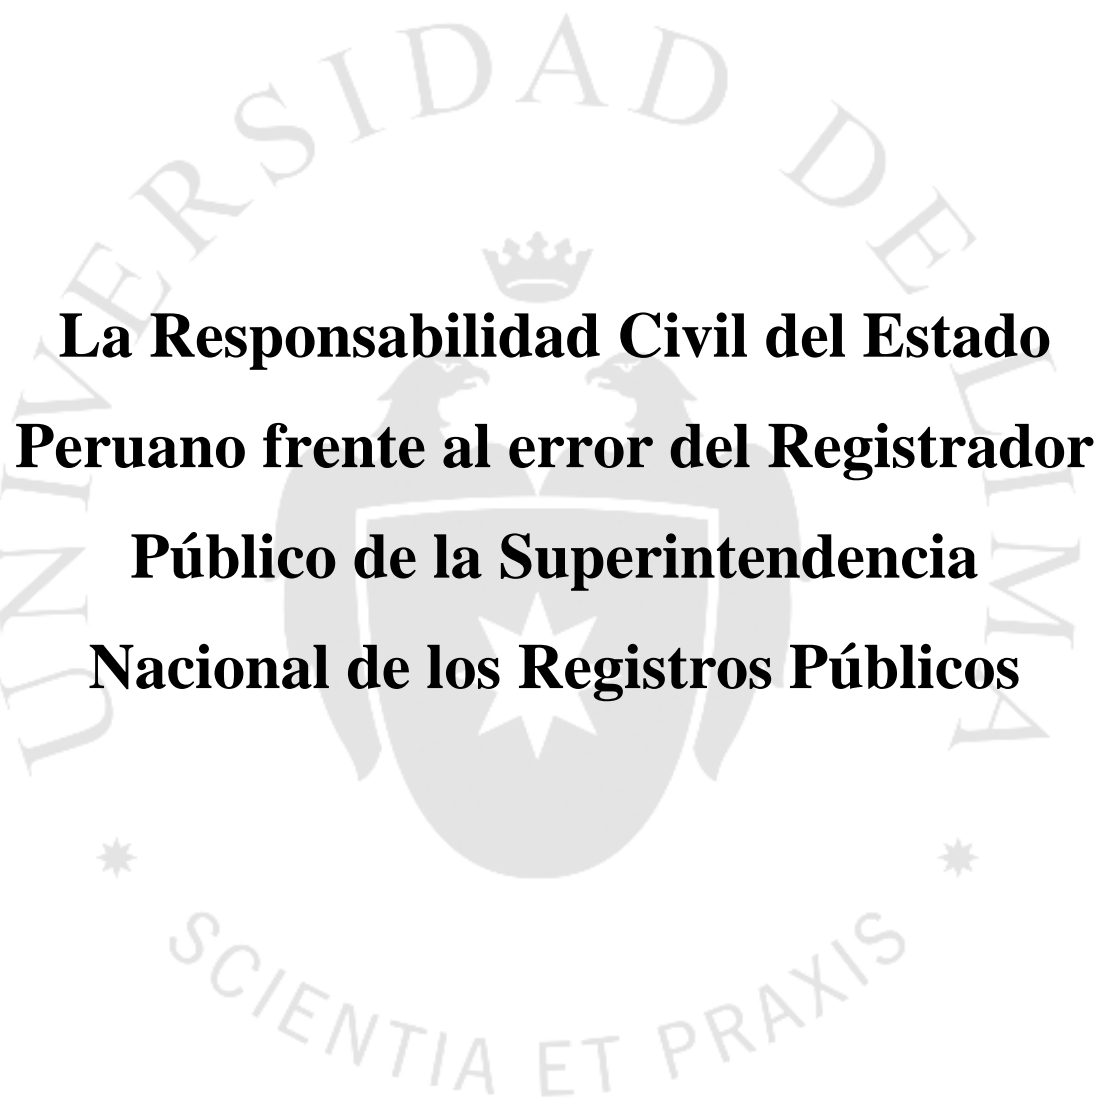 UNIVERSIDAD DE LIMA
La Responsabilidad Civil del Estado
Peruano frente al error del Registrador
Público de la Superintendencia
Nacional de los Registros Públicos
SCIENTIA ET PRAXIS